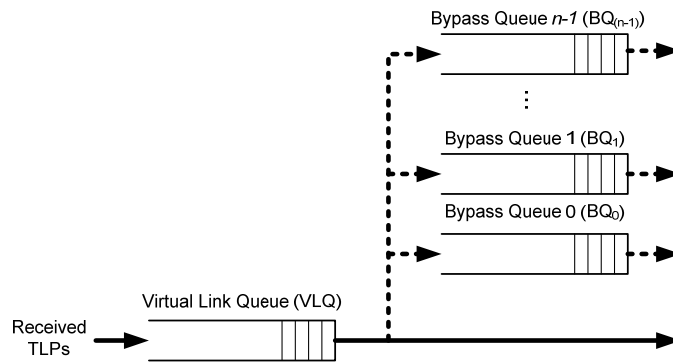 Bypass Queue n-1 (BQ(n-1))
⋮
Bypass Queue 1 (BQ1)
Bypass Queue 0 (BQ0)
Virtual Link Queue (VLQ)
Received
TLPs